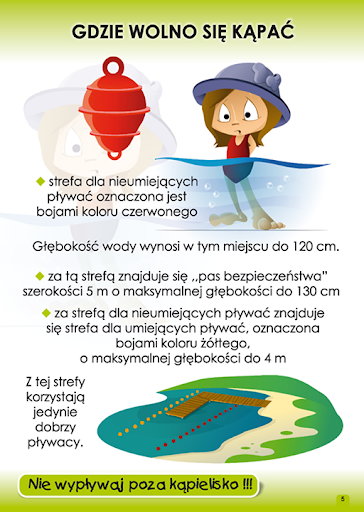 GDZIE WOLNO SIĘ KĄPAĆ
strefa dla nieumiejących
pływać oznaczona jest
bojami koloru czerwonego
Głębokość wody wynosi w tym miejscu do 120 cm.
za tą strefą znajduje się ,,pas bezpieczeństwa”
szerokości 5 m o maksymalnej głębokości do 130 cm
za strefą dla nieumiejących pływać znajduje
się strefa dla umiejących pływać, oznaczona
bojami koloru żółtego,
o maksymalnej głębokości do 4 m
Z tej strefy
korzystają
jedynie
dobrzy
pływacy.
Nie wypływaj poza kąpielisko !!!
5